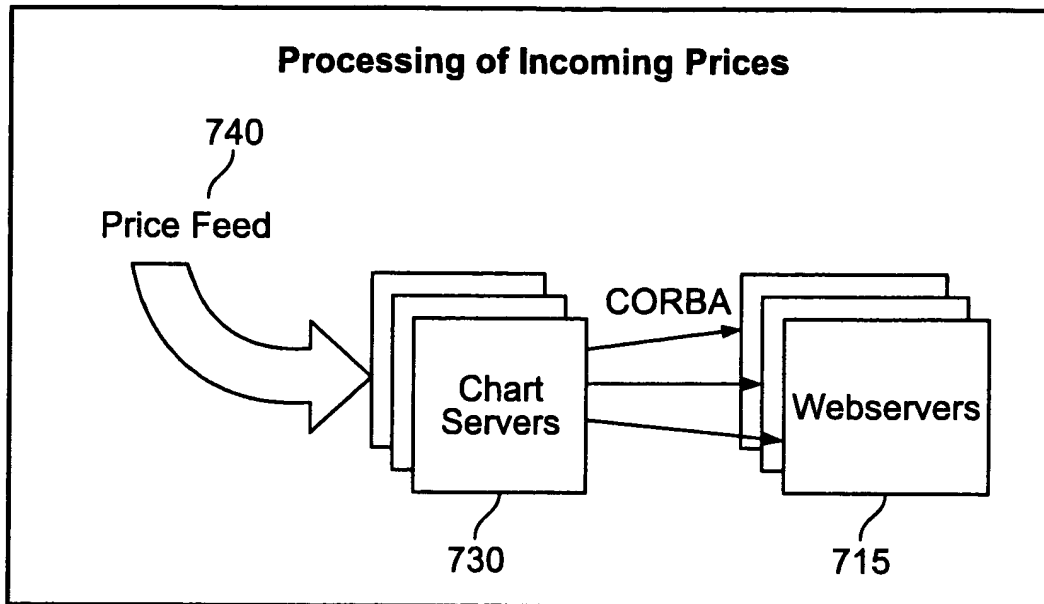 Processing of Incoming Prices
740
Price Feed
CORBA
Chart
Servers
Webservers
730
715